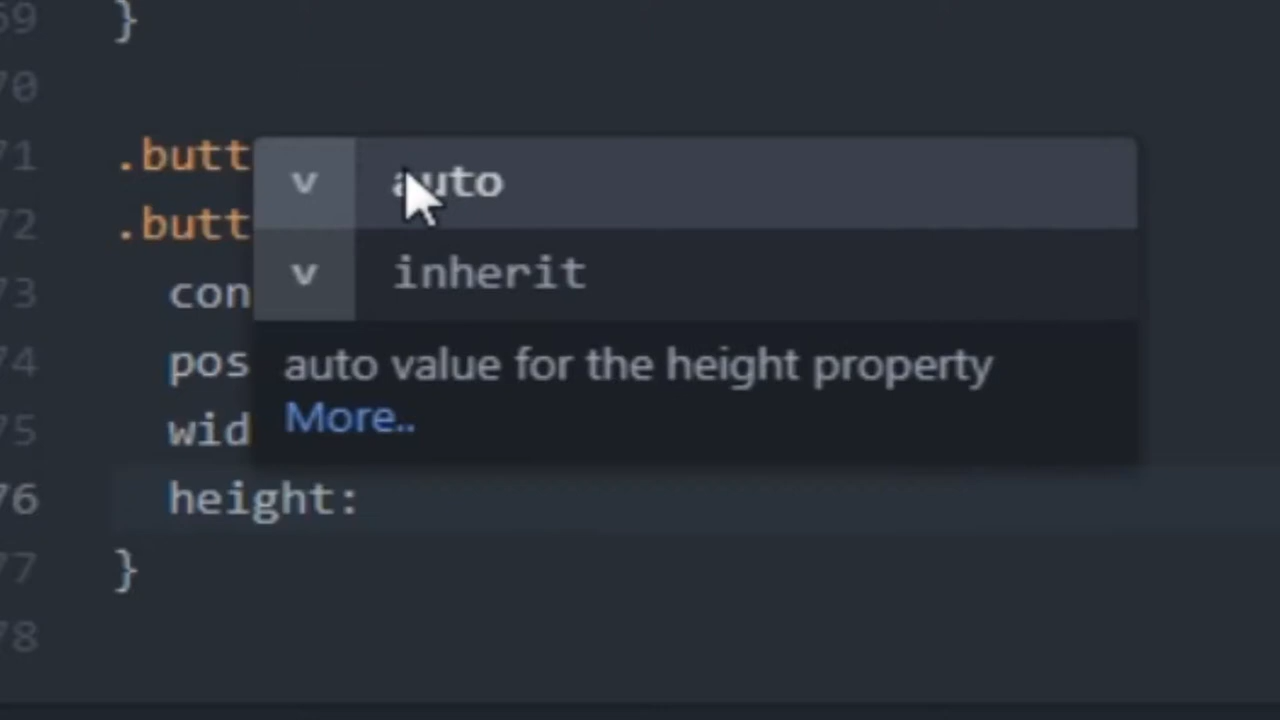 69 }
70
71 .butt
72 .butt
73 con
74 pos
75 wid
76 height:
77 }
78
v auto
v inherit
auto value for the height property
More..